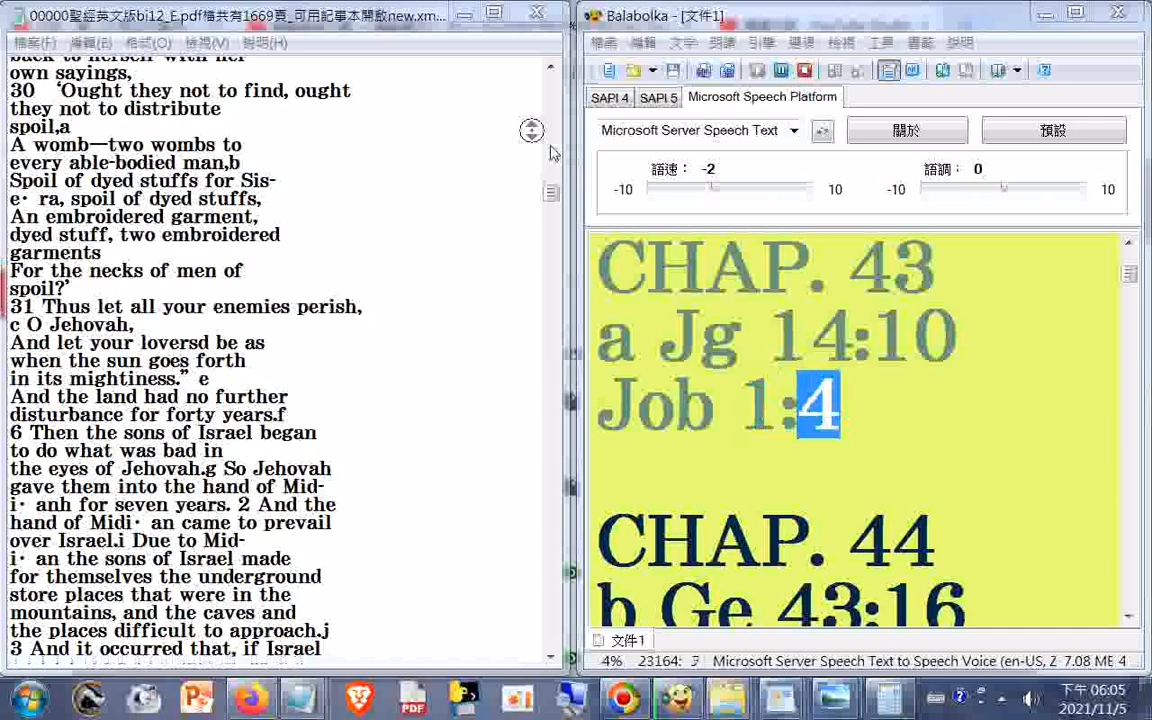 00000聖經英文版bi12_E.pdf檔共有1669頁_可用記事本開啟new.xm...
檔案(F) 編輯(E) 格式(O) 檢視(V) 說明(H)
back to herself with her
own sayings,
30 ‘Ought they not to find, ought
they not to distribute
spoil,a
A womb—two wombs to
every able-bodied man,b
Spoil of dyed stuffs for Sis-
e· ra, spoil of dyed stuffs,
An embroidered garment,
dyed stuff, two embroidered
garments
For the necks of men of
spoil?’
31 Thus let all your enemies perish,
c O Jehovah,
And let your loversd be as
when the sun goes forth
in its mightiness.” e
And the land had no further
disturbance for forty years.f
6 Then the sons of Israel began
to do what was bad in
the eyes of Jehovah.g So Jehovah
gave them into the hand of Mid-
i· anh for seven years. 2 And the
hand of Midi· an came to prevail
over Israel.i Due to Mid-
i· an the sons of Israel made
for themselves the underground
store places that were in the
mountains, and the caves and
the places difficult to approach.j
3 And it occurred that, if Israel
Balabolka - [文件1]
檔案 編輯 文字 朗讀 引擎 選項 檢視 工具 書籤 說明
SAPI 4 SAPI 5 Microsoft Speech Platform
Microsoft Server Speech Text 關於 預設
語速： -2 語調： 0
-10 10 -10 10
CHAP. 43
a Jg 14:10
Job 1:4
CHAP. 44
b Ge 43:16
文件1
4% 23164: Microsoft Server Speech Text to Speech Voice (en-US, Z 7.08 ME 4
PDF
下午 06:05
2021/11/5